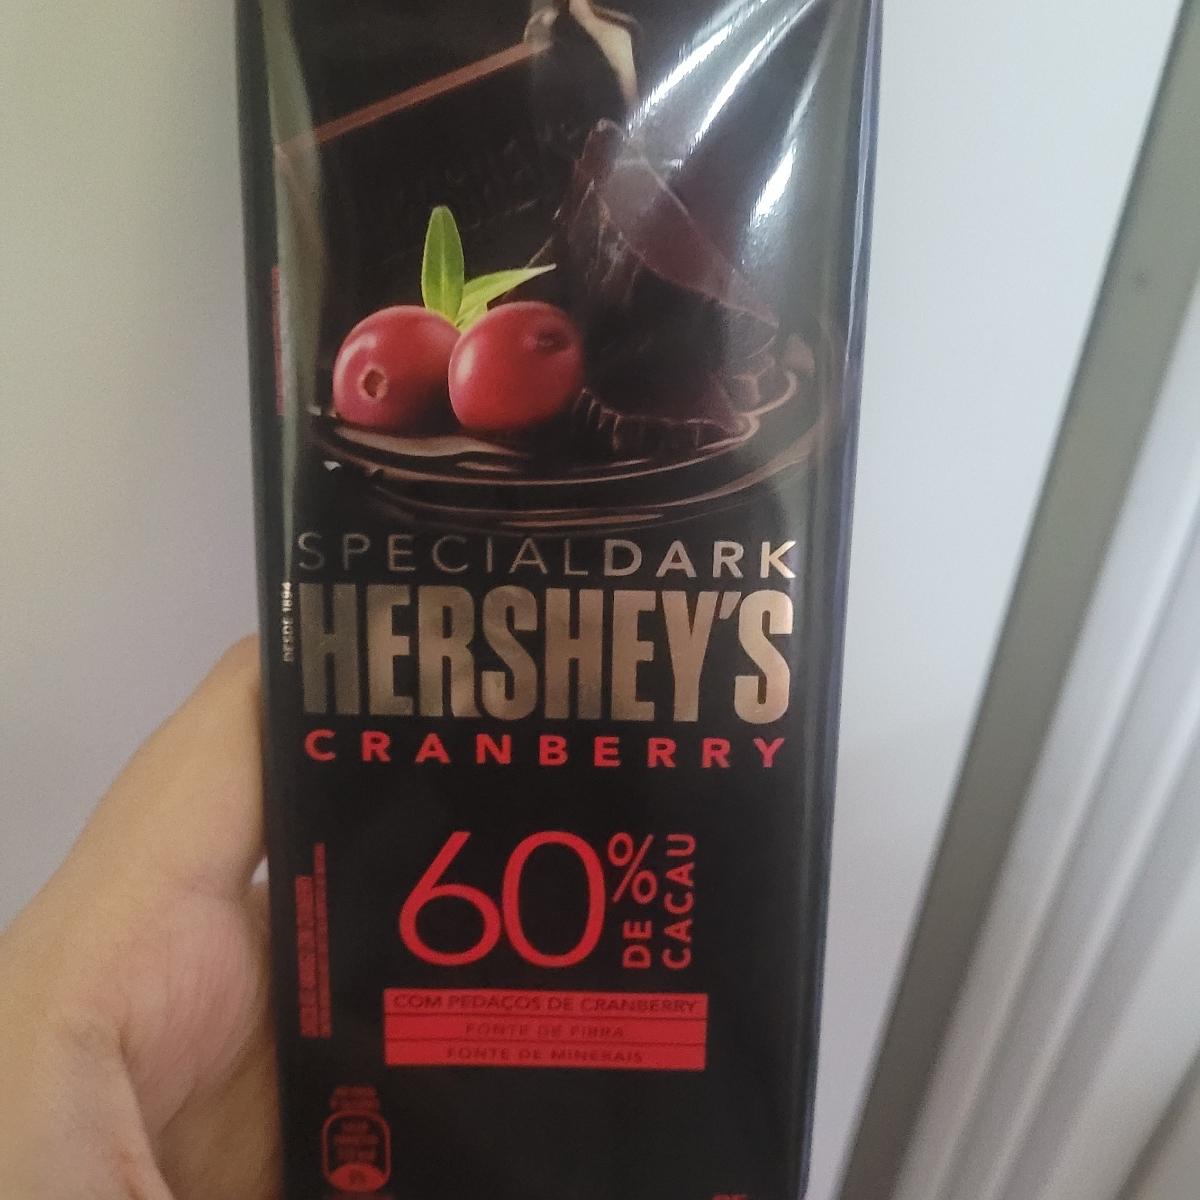 SPECIALDARK
DESDE 1894
HERSHEY'S
CRANBERRY
60%
DE CACAU
COM PEDAÇOS DE CRANBERRY
FONTE DE FIBRA
FONTE DE MINERAIS